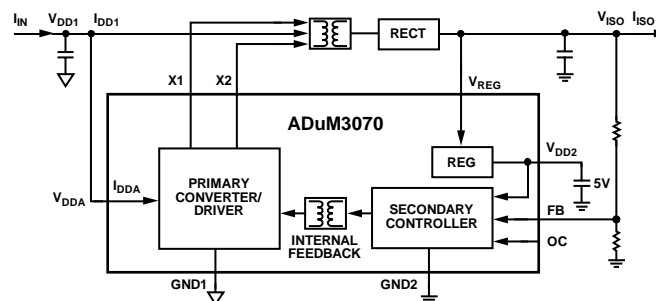 I_IN V_DD1 I_DD1 V_ISO I_ISO
RECT
X1 X2 V_REG
ADuM3070
REG V_DD2
5V
V_DDA I_DDA
PRIMARY
CONVERTER/
DRIVER
INTERNAL
FEEDBACK
SECONDARY
CONTROLLER
FB
OC
GND1 GND2